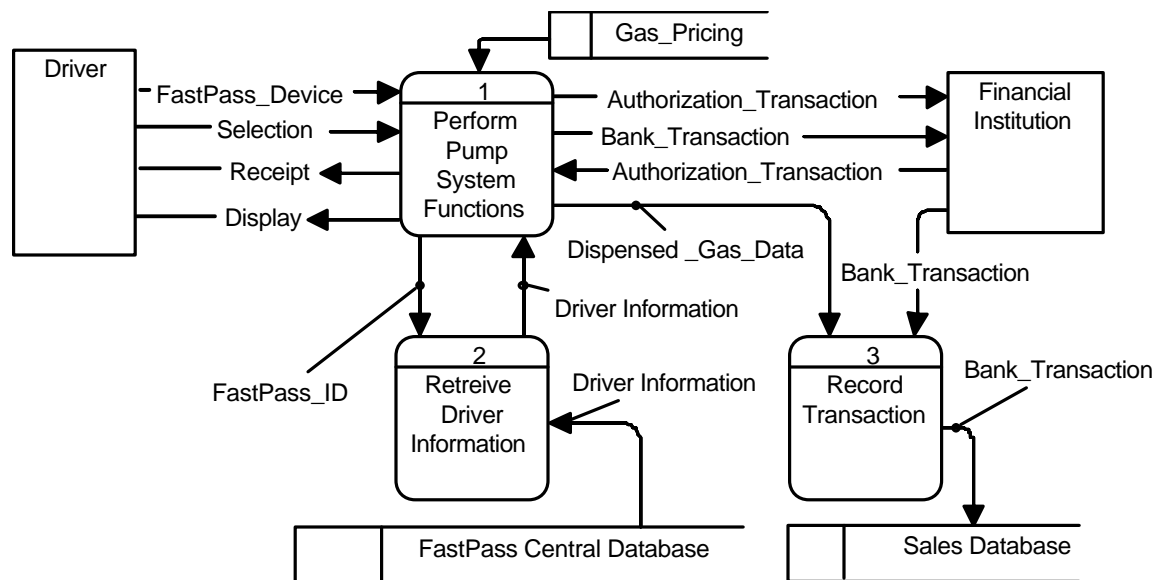 Gas_Pricing
Driver
FastPass_Device
Selection
Receipt
Display
1
Perform
Pump
System
Functions
Authorization_Transaction
Bank_Transaction
Authorization_Transaction
Financial
Institution
Dispensed _Gas_Data
Bank_Transaction
Driver Information
FastPass_ID
2
Retreive
Driver
Information
Driver Information
3
Record
Transaction
Bank_Transaction
FastPass Central Database
Sales Database